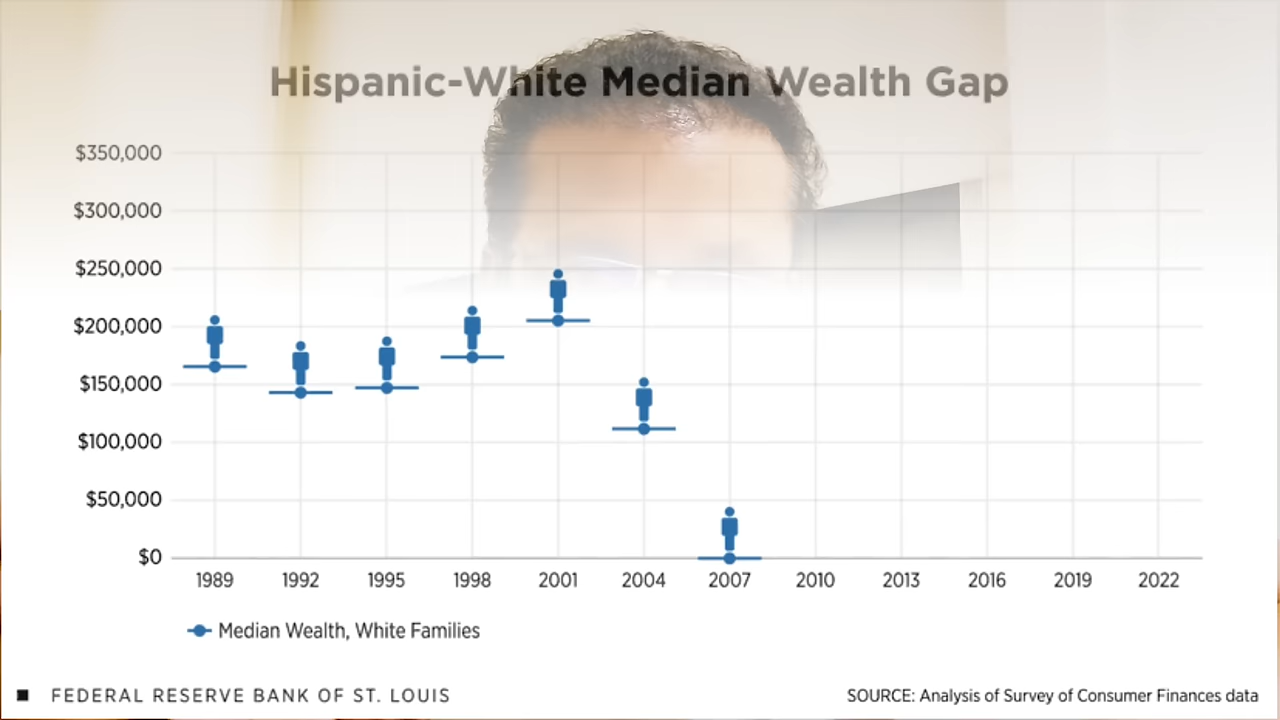 Hispanic-White Median Wealth Gap
$350,000
$300,000
$250,000
$200,000
$150,000
$100,000
$50,000
$0
1989 1992 1995 1998 2001 2004 2007 2010 2013 2016 2019 2022
Median Wealth, White Families
FEDERAL RESERVE BANK OF ST. LOUIS
SOURCE: Analysis of Survey of Consumer Finances data